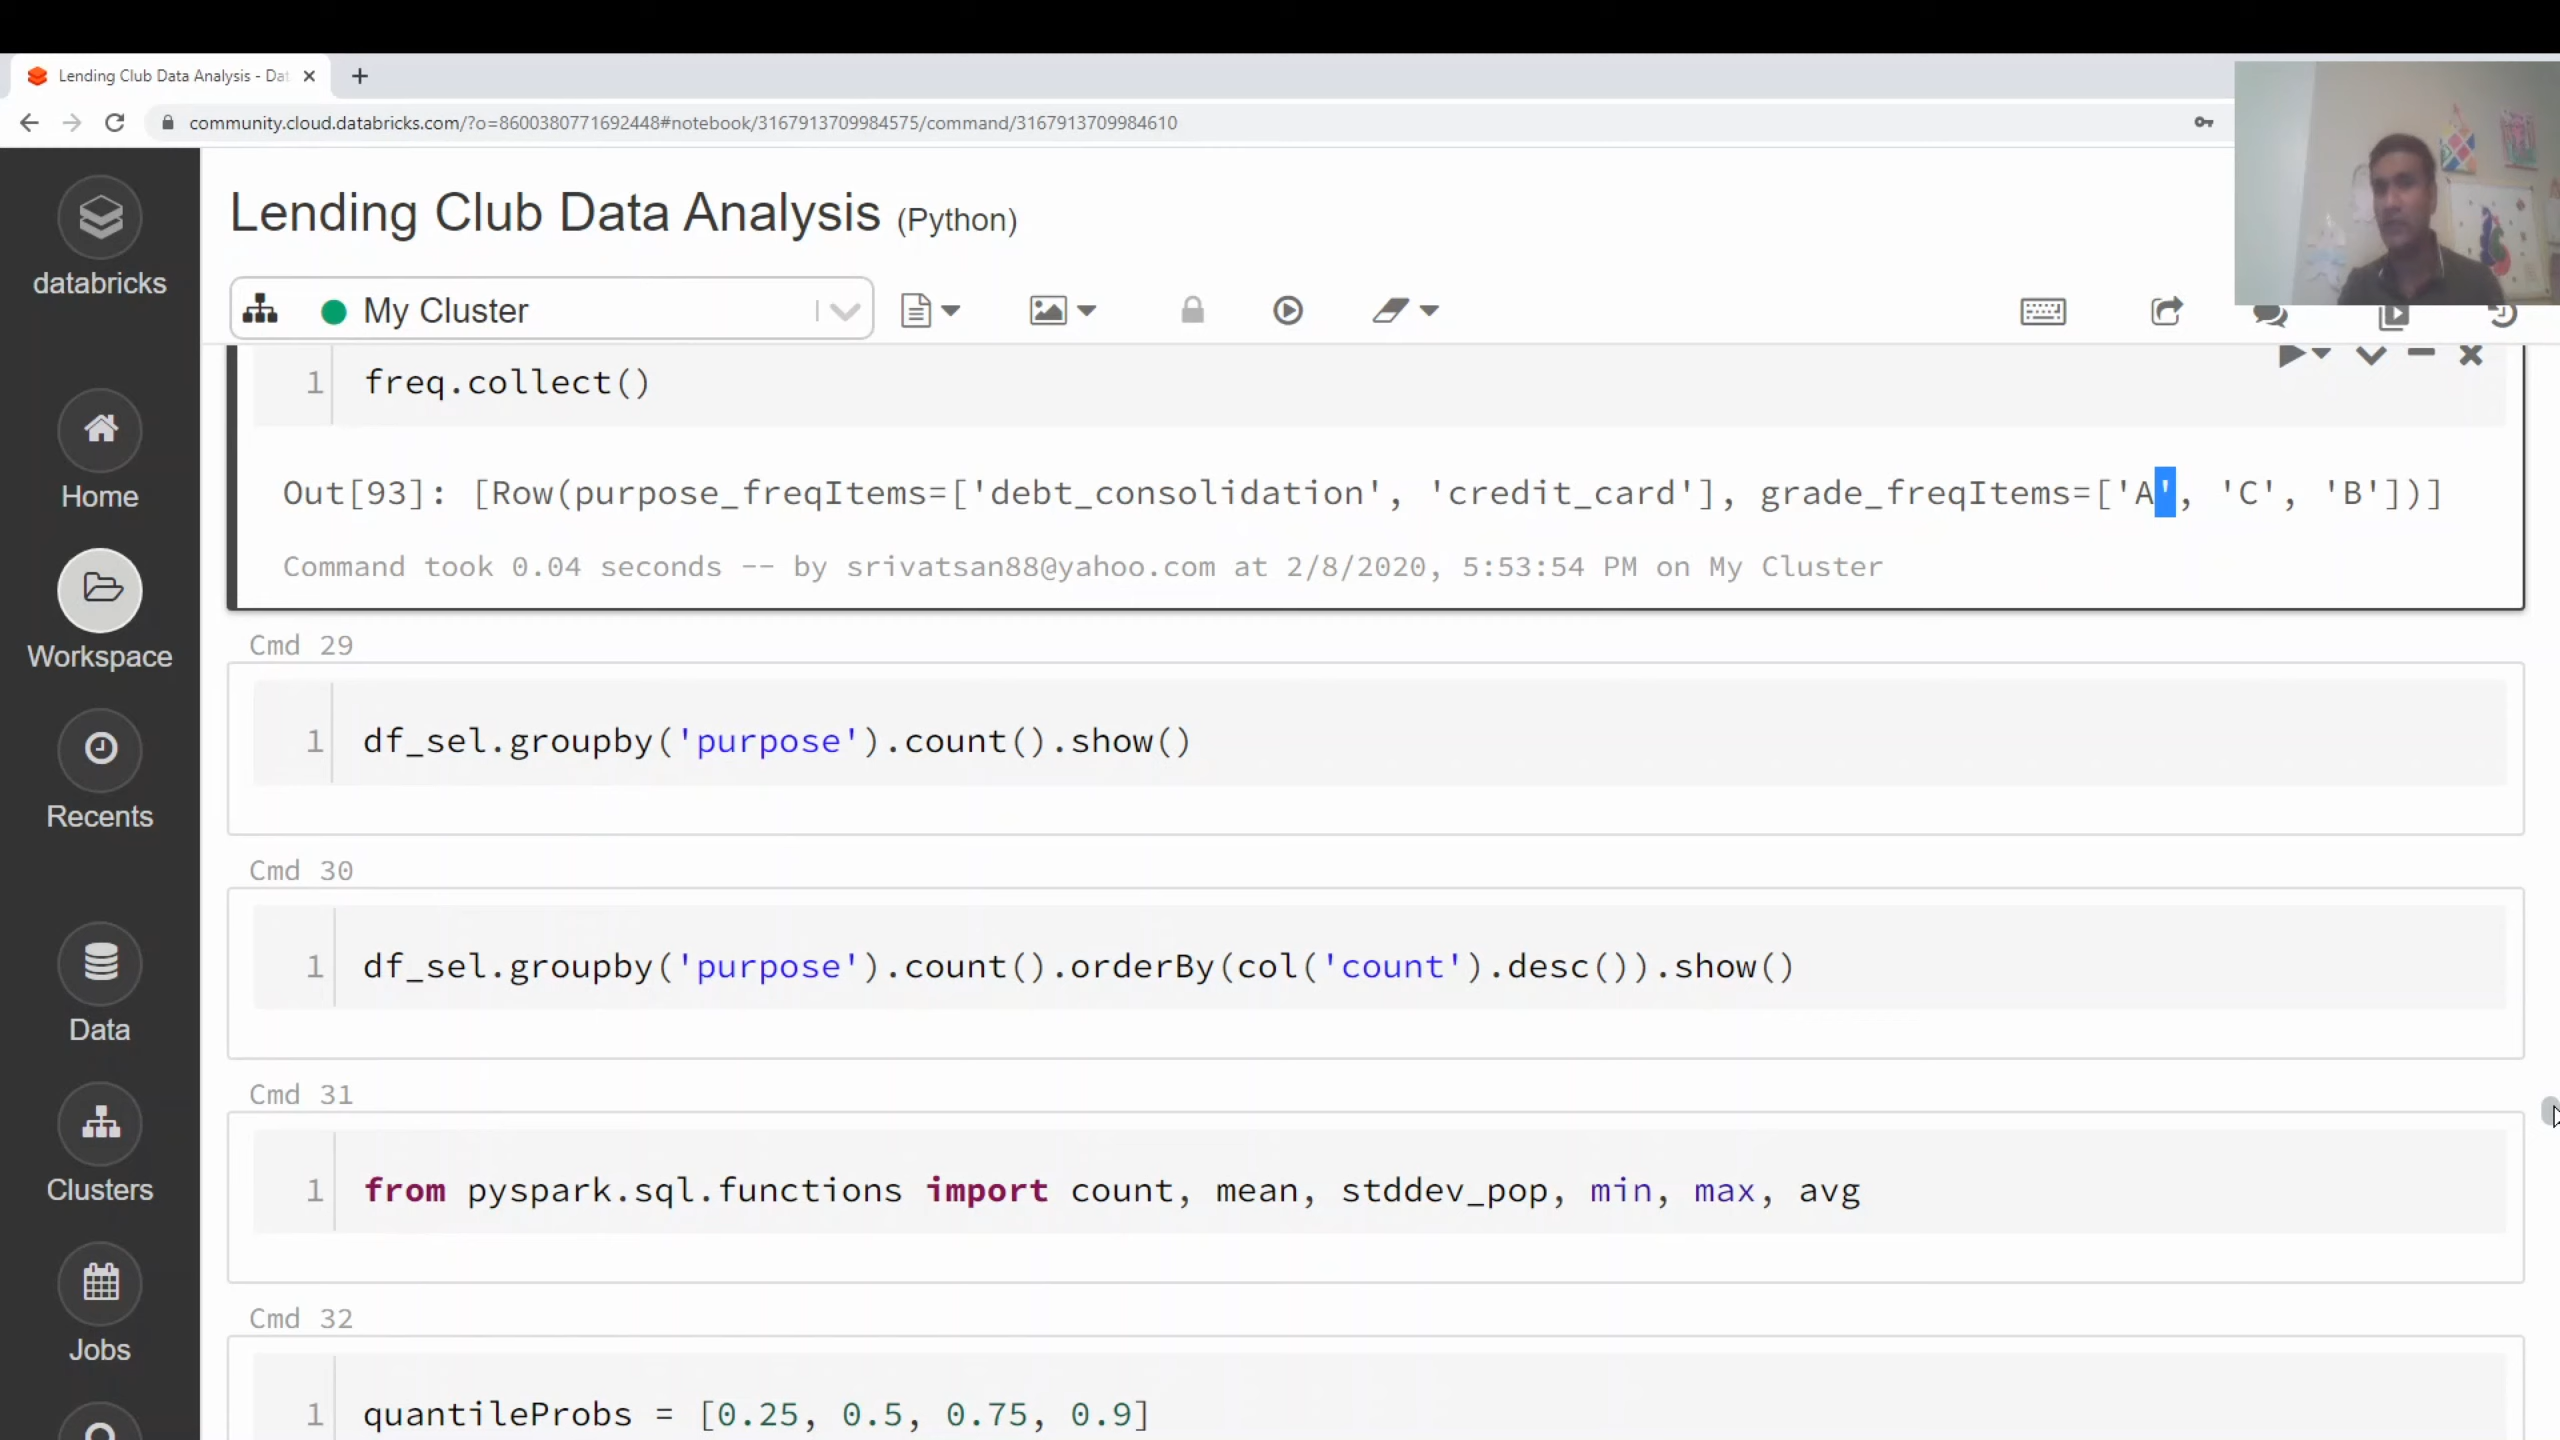 Lending Club Data Analysis - Dat
community.cloud.databricks.com/?o=8600380771692448#notebook/3167913709984575/command/3167913709984610
databricks
Home
Workspace
Recents
Data
Clusters
Jobs
Lending Club Data Analysis (Python)
My Cluster
1 freq.collect()
Out[93]: [Row(purpose_freqItems=['debt_consolidation', 'credit_card'], grade_freqItems=['A', 'C', 'B'])]
Command took 0.04 seconds -- by srivatsan88@yahoo.com at 2/8/2020, 5:53:54 PM on My Cluster
Cmd 29
1 df_sel.groupby('purpose').count().show()
Cmd 30
1 df_sel.groupby('purpose').count().orderBy(col('count').desc()).show()
Cmd 31
1 from pyspark.sql.functions import count, mean, stddev_pop, min, max, avg
Cmd 32
1 quantileProbs = [0.25, 0.5, 0.75, 0.9]